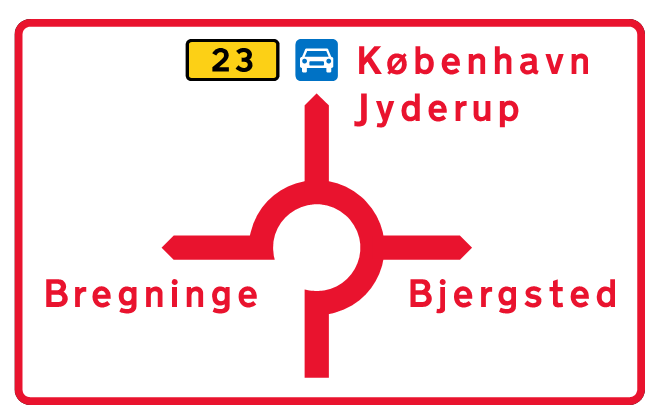 23 København
Jyderup
Bregninge
Bjergsted